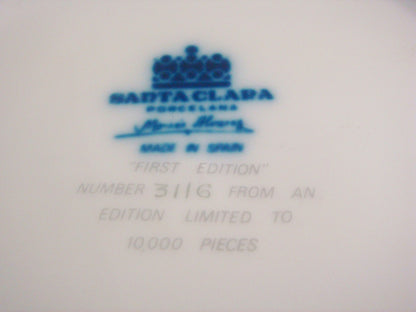 SANTA CLARA
PORCELANA
MADE IN SPAIN
"FIRST EDITION"
NUMBER 3116 FROM AN
EDITION LIMITED TO
10,000 PIECES